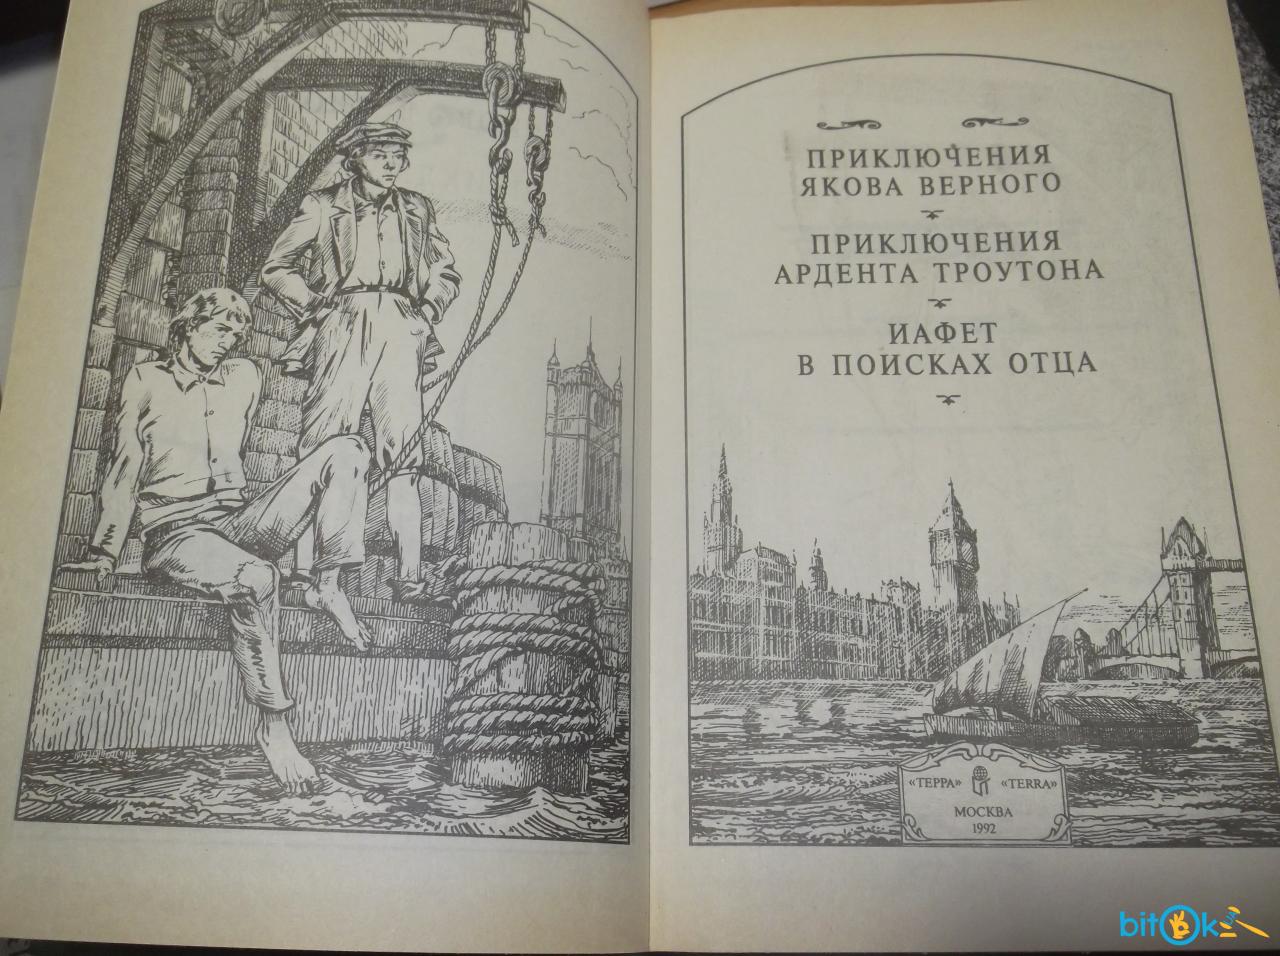 ПРИКЛЮЧЕНИЯ
ЯКОВА ВЕРНОГО
ПРИКЛЮЧЕНИЯ
АРДЕНТА ТРОУТОНА
ИАФЕТ
В ПОИСКАХ ОТЦА
«ТЕРРА» «TERRA»
МОСКВА
1992
bitOk